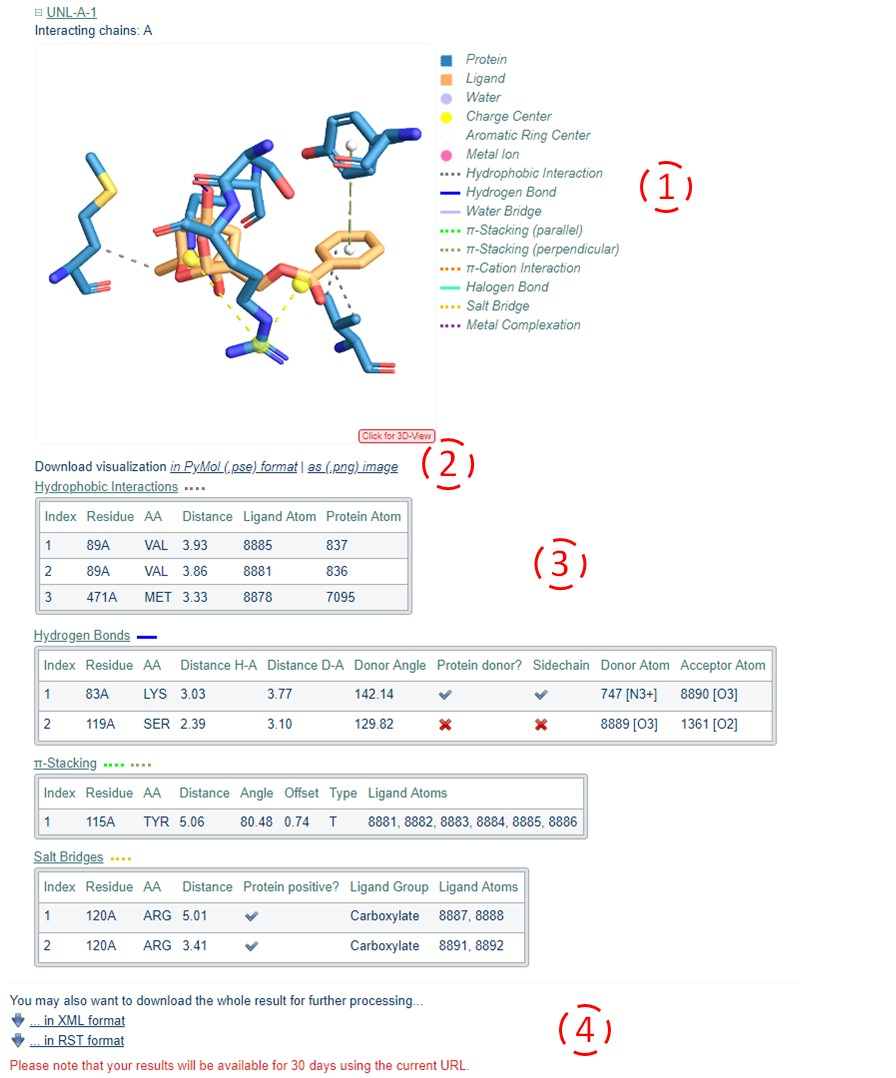 UNL-A-1
Interacting chains: A
Protein
Ligand
Water
Charge Center
Aromatic Ring Center
Metal Ion
Hydrophobic Interaction
Hydrogen Bond
Water Bridge
π-Stacking (parallel)
π-Stacking (perpendicular)
π-Cation Interaction
Halogen Bond
Salt Bridge
Metal Complexation
(1)
Click for 3D-View
Download visualization in PyMol (.pse) format | as (.png) image
(2)
Hydrophobic Interactions
Index Residue AA Distance Ligand Atom Protein Atom
1 89A VAL 3.93 8885 837
2 89A VAL 3.86 8881 836
3 471A MET 3.33 8878 7095
(3)
Hydrogen Bonds
Index Residue AA Distance H-A Distance D-A Donor Angle Protein donor? Sidechain Donor Atom Acceptor Atom
1 83A LYS 3.03 3.77 142.14 747 [N3+] 8890 [O3]
2 119A SER 2.39 3.10 129.82 8889 [O3] 1361 [O2]
π-Stacking
Index Residue AA Distance Angle Offset Type Ligand Atoms
1 115A TYR 5.06 80.48 0.74 T 8881, 8882, 8883, 8884, 8885, 8886
Salt Bridges
Index Residue AA Distance Protein positive? Ligand Group Ligand Atoms
1 120A ARG 5.01 Carboxylate 8887, 8888
2 120A ARG 3.41 Carboxylate 8891, 8892
You may also want to download the whole result for further processing...
... in XML format
... in RST format
(4)
Please note that your results will be available for 30 days using the current URL.